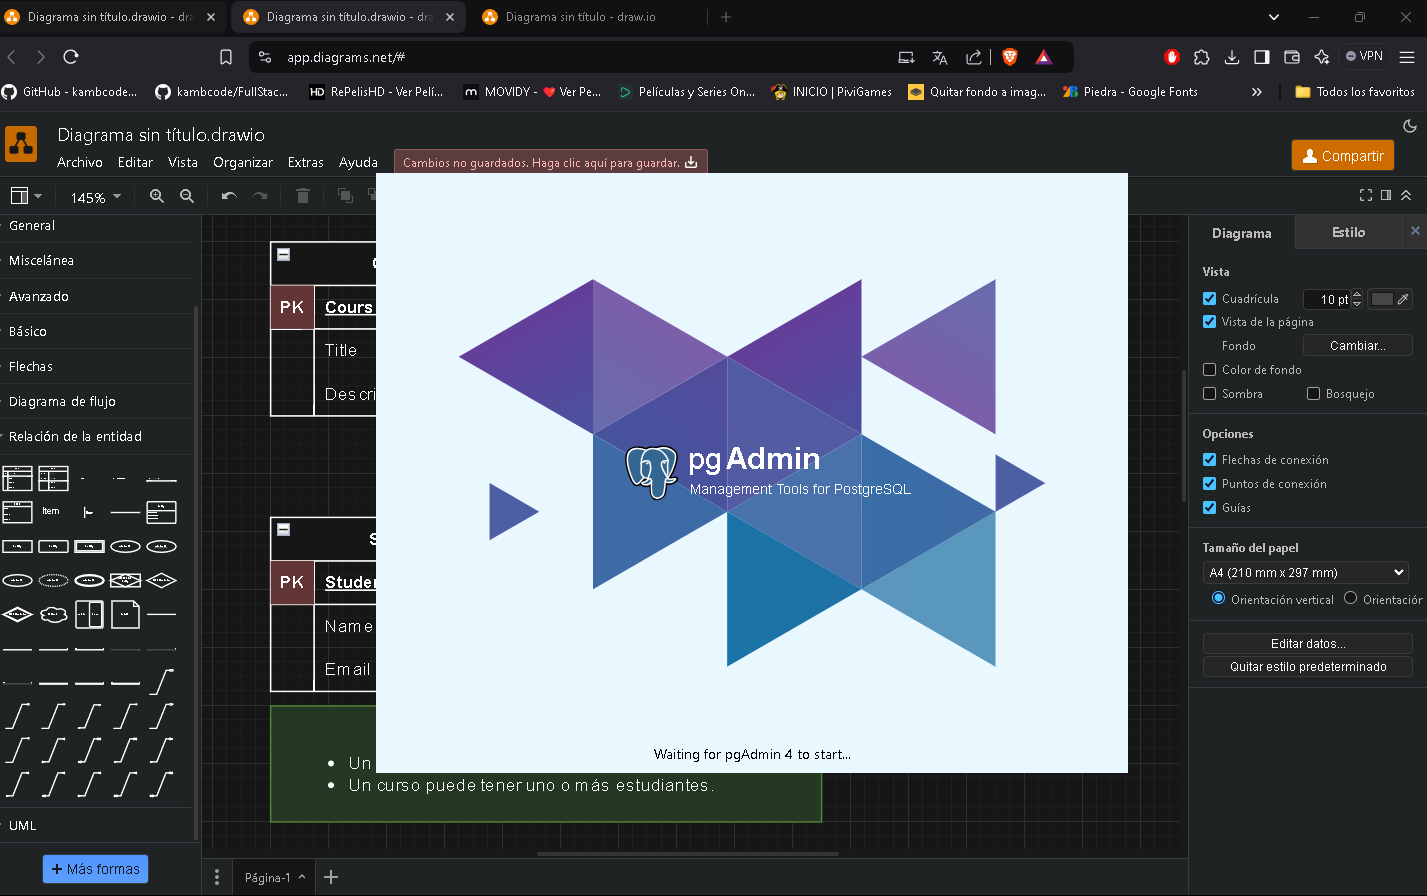 Diagrama sin título.drawio - dra
Diagrama sin título.drawio - dra
Diagrama sin título - draw.io
app.diagrams.net/#
VPN
GitHub - kambcode...
kambcode/FullStac...
HD RePelisHD - Ver Pelí...
m MOVIDY - ❤ Ver Pe...
Películas y Series On...
INICIO | PiviGames
Quitar fondo a imag...
Piedra - Google Fonts
Todos los favoritos
Diagrama sin título.drawio
Archivo Editar Vista Organizar Extras Ayuda
Cambios no guardados. Haga clic aquí para guardar.
Compartir
145%
General
Miscelánea
Avanzado
Básico
Flechas
Diagrama de flujo
Relación de la entidad
Item
UML
+ Más formas
PK Cours
Title
Descri
S
PK Studen
Name
Email
Un
Un curso puede tener uno o más estudiantes.
pgAdmin
Management Tools for PostgreSQL
Waiting for pgAdmin 4 to start...
Diagrama Estilo
Vista
Cuadrícula 10 pt
Vista de la página
Fondo Cambiar...
Color de fondo
Sombra Bosquejo
Opciones
Flechas de conexión
Puntos de conexión
Guías
Tamaño del papel
A4 (210 mm x 297 mm)
Orientación vertical Orientación
Editar datos...
Quitar estilo predeterminado
Página-1